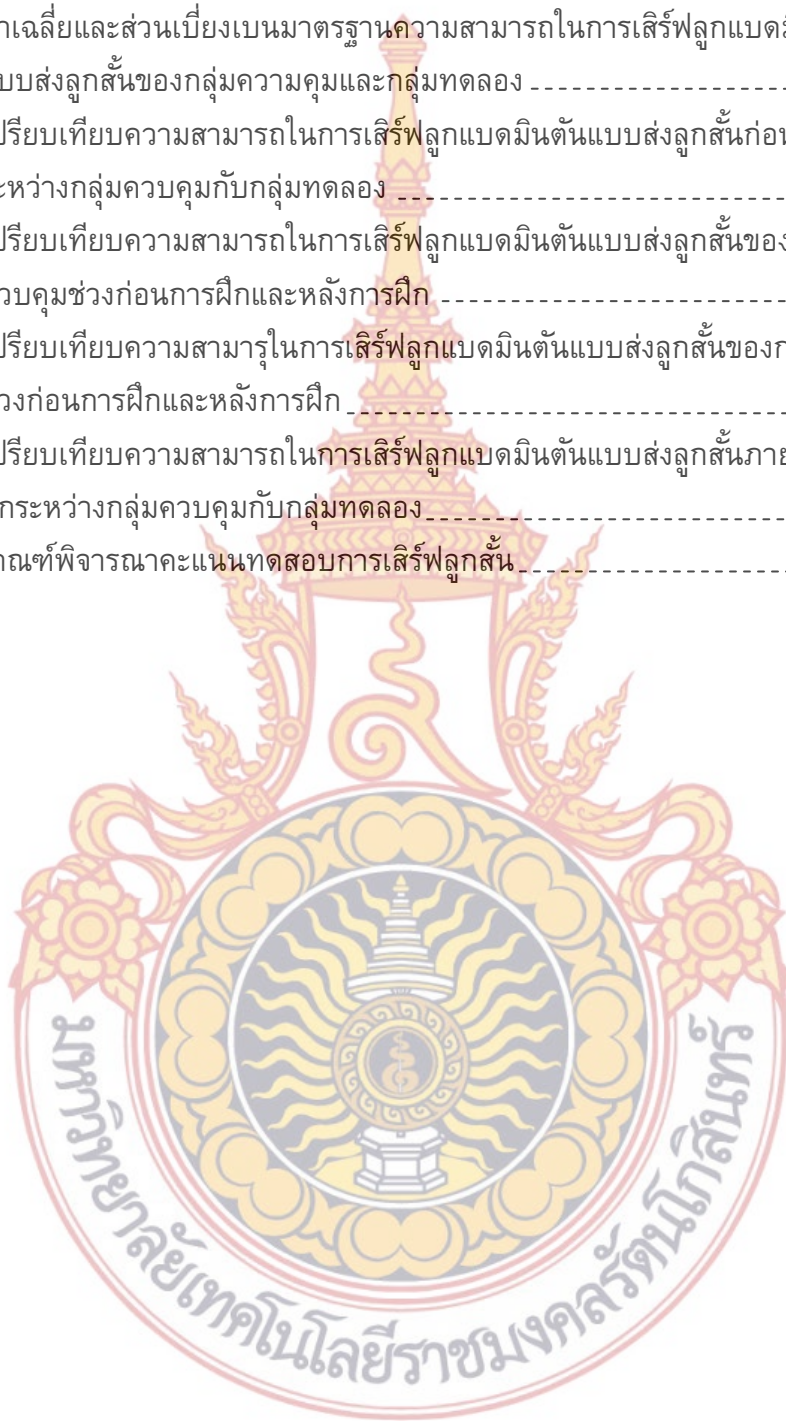 าเฉลี่ยและส่วนเบี่ยงเบนมาตรฐานความสามารถในการเสิร์ฟลูกแบดมิ
บบส่งลูกสั้นของกลุ่มความคุมและกลุ่มทดลอง
ปรียบเทียบความสามารถในการเสิร์ฟลูกแบดมินตันแบบส่งลูกสั้นก่อน
ะหว่างกลุ่มควบคุมกับกลุ่มทดลอง
ปรียบเทียบความสามารถในการเสิร์ฟลูกแบดมินตันแบบส่งลูกสั้นของ
วบคุมช่วงก่อนการฝึกและหลังการฝึก
ปรียบเทียบความสามารุในการเสิร์ฟลูกแบดมินตันแบบส่งลูกสั้นของก
วงก่อนการฝึกและหลังการฝึก
ปรียบเทียบความสามารถในการเสิร์ฟลูกแบดมินตันแบบส่งลูกสั้นภาย
กระหว่างกลุ่มควบคุมกับกลุ่มทดลอง
าณฑ์พิจารณาคะแนนทดสอบการเสิร์ฟลูกสั้น
มหาวิทยาลัยเทคโนโลยีราชมงคลรัตนโกสินทร์